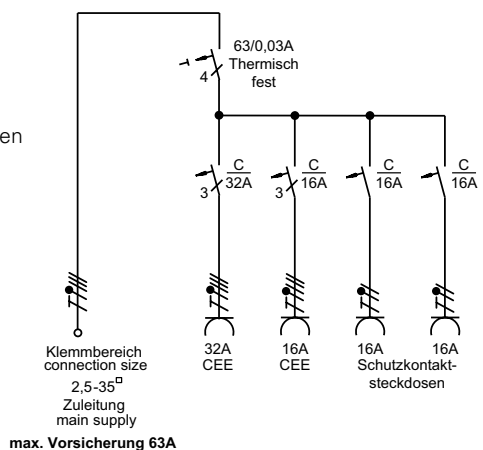 63/0,03A
Thermisch
fest
4
en
C
32A
3
C
16A
3
C
16A
C
16A
Klemmbereich
connection size
2,5-35□
Zuleitung
main supply
max. Vorsicherung 63A
32A
CEE
16A
CEE
16A 16A
Schutzkontakt-
steckdosen